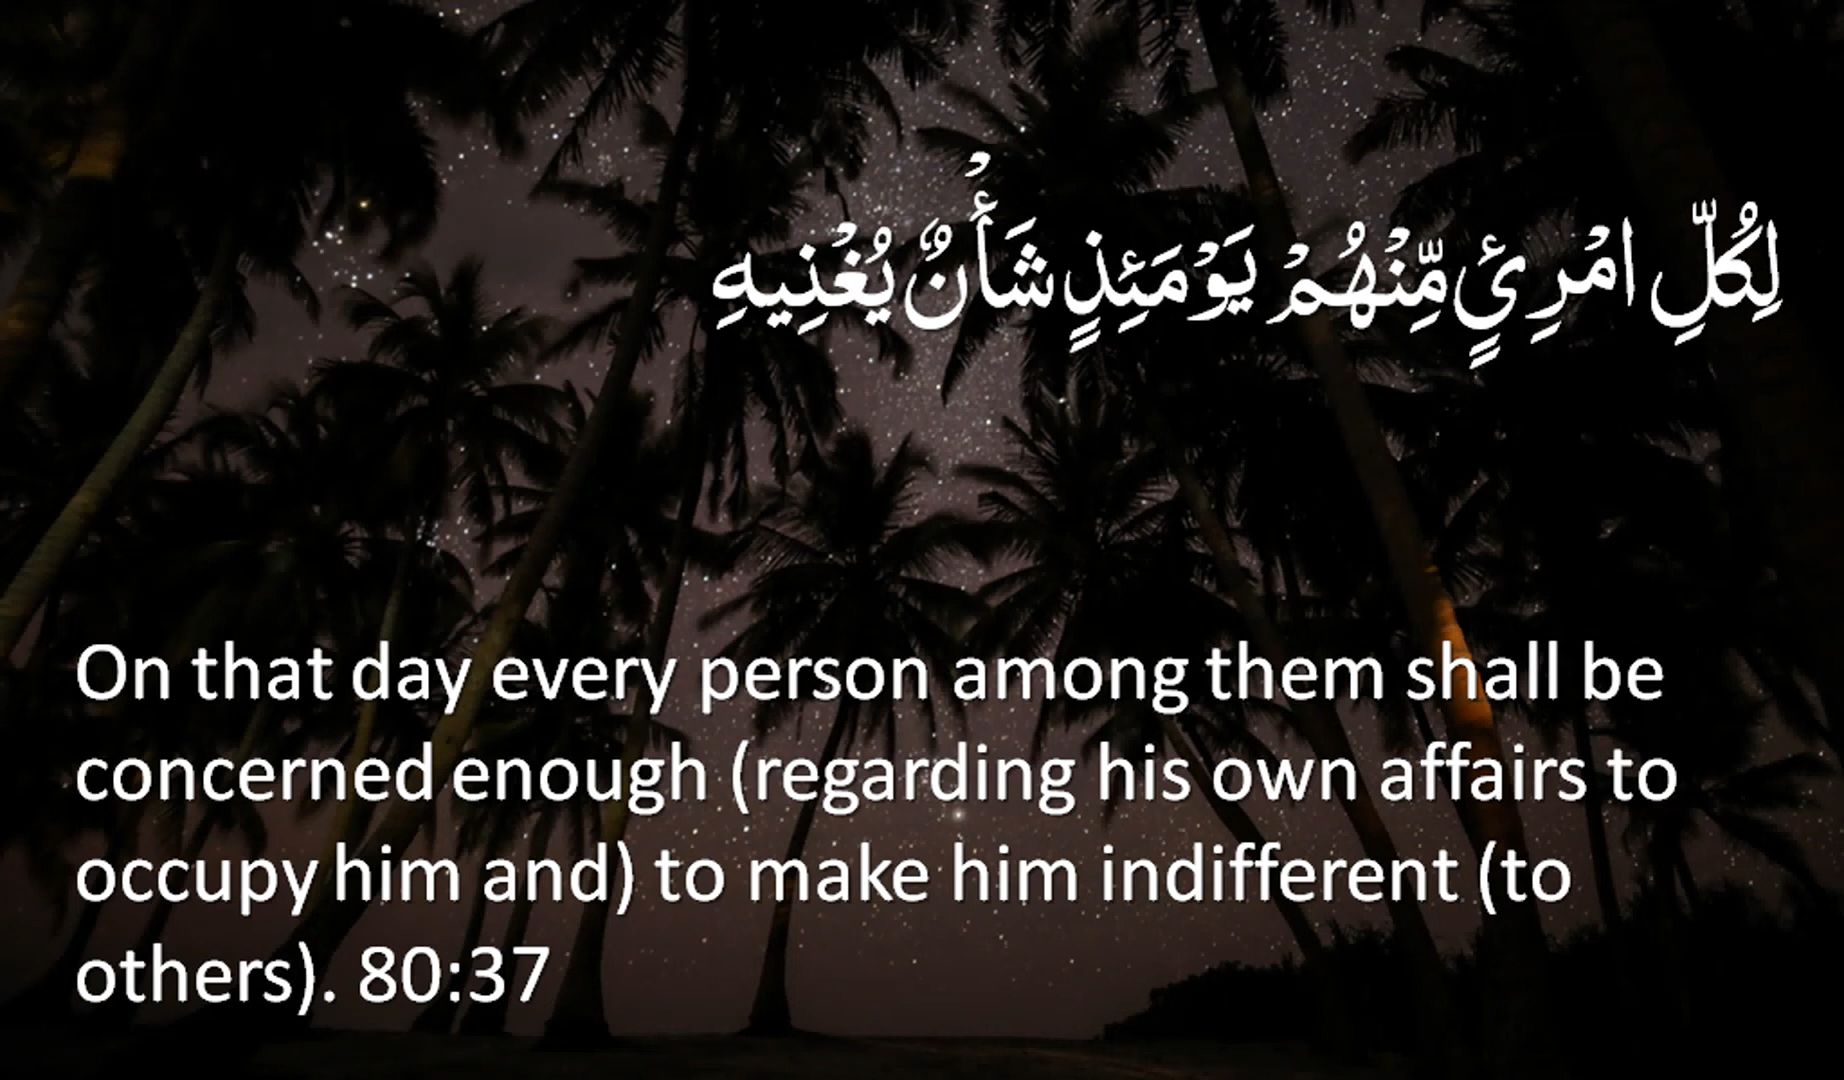 لِكُلِّ امْرِئٍ مِّنْهُمْ يَوْمَئِذٍ شَأْنٌ يُغْنِيهِ
On that day every person among them shall be
concerned enough (regarding his own affairs to
occupy him and) to make him indifferent (to
others). 80:37